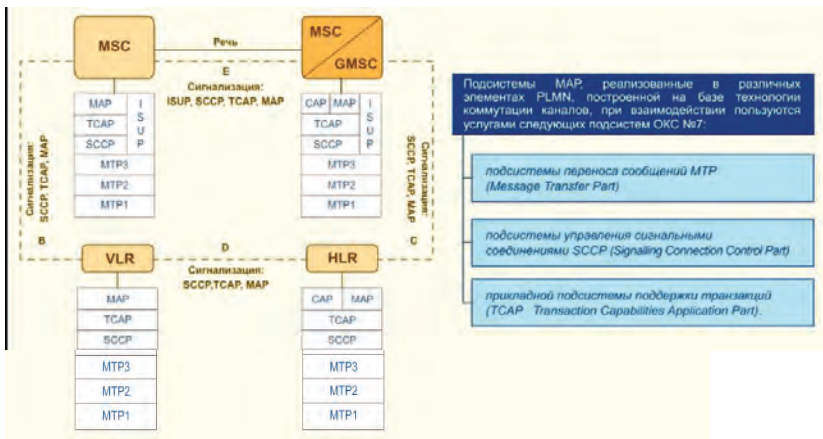 MSC
Речь
MSC
GMSC
E
Сигнализация:
ISUP, SCCP, TCAP, MAP
MAP
ISUP
TCAP
SCCP
MTP3
MTP2
MTP1
CAP
MAP
ISUP
TCAP
SCCP
MTP3
MTP2
MTP1
Сигнализация:
SCCP, TCAP, MAP
B
Сигнализация:
SCCP, TCAP, MAP
C
VLR
D
HLR
Сигнализация:
SCCP,TCAP, MAP
MAP
TCAP
SCCP
MTP3
MTP2
MTP1
CAP
MAP
TCAP
SCCP
MTP3
MTP2
MTP1
Подсистемы MAP, реализованные в различных
элементах PLMN, построенной на базе технологии
коммутации каналов, при взаимодействии пользуются
услугами следующих подсистем ОКС №7:
подсистемы переноса сообщений MTP
(Message Transfer Part)
подсистемы управления сигнальными
соединениями SCCP (Signalling Connection Control Part)
прикладной подсистемы поддержки транзакций
(TCAP Transaction Capabilities Application Part).